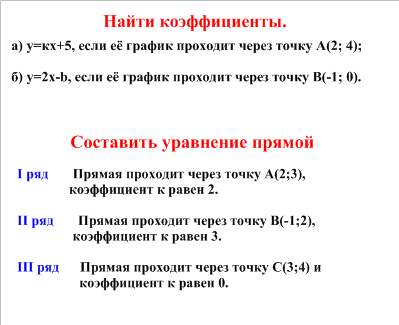 Найти коэффициенты.
а) у=кх+5, если её график проходит через точку А(2; 4);
б) у=2х-b, если её график проходит через точку В(-1; 0).
Составить уравнение прямой
I ряд Прямая проходит через точку А(2;3),
коэффициент к равен 2.
II ряд Прямая проходит через точку В(-1;2),
коэффициент к равен 3.
III ряд Прямая проходит через точку С(3;4) и
коэффициент к равен 0.